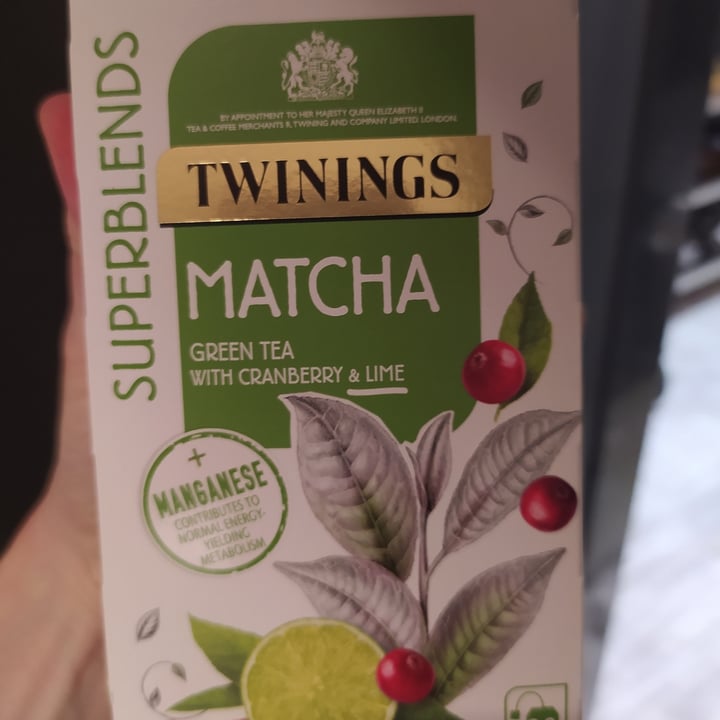 SUPERBLENDS
BY APPOINTMENT TO HER MAJESTY QUEEN ELIZABETH II
TEA & COFFEE MERCHANTS R. TWINING AND COMPANY LIMITED. LONDON.
TWININGS
MATCHA
GREEN TEA
WITH CRANBERRY & LIME
+
MANGANESE
CONTRIBUTES TO
NORMAL ENERGY-
YIELDING
METABOLISM